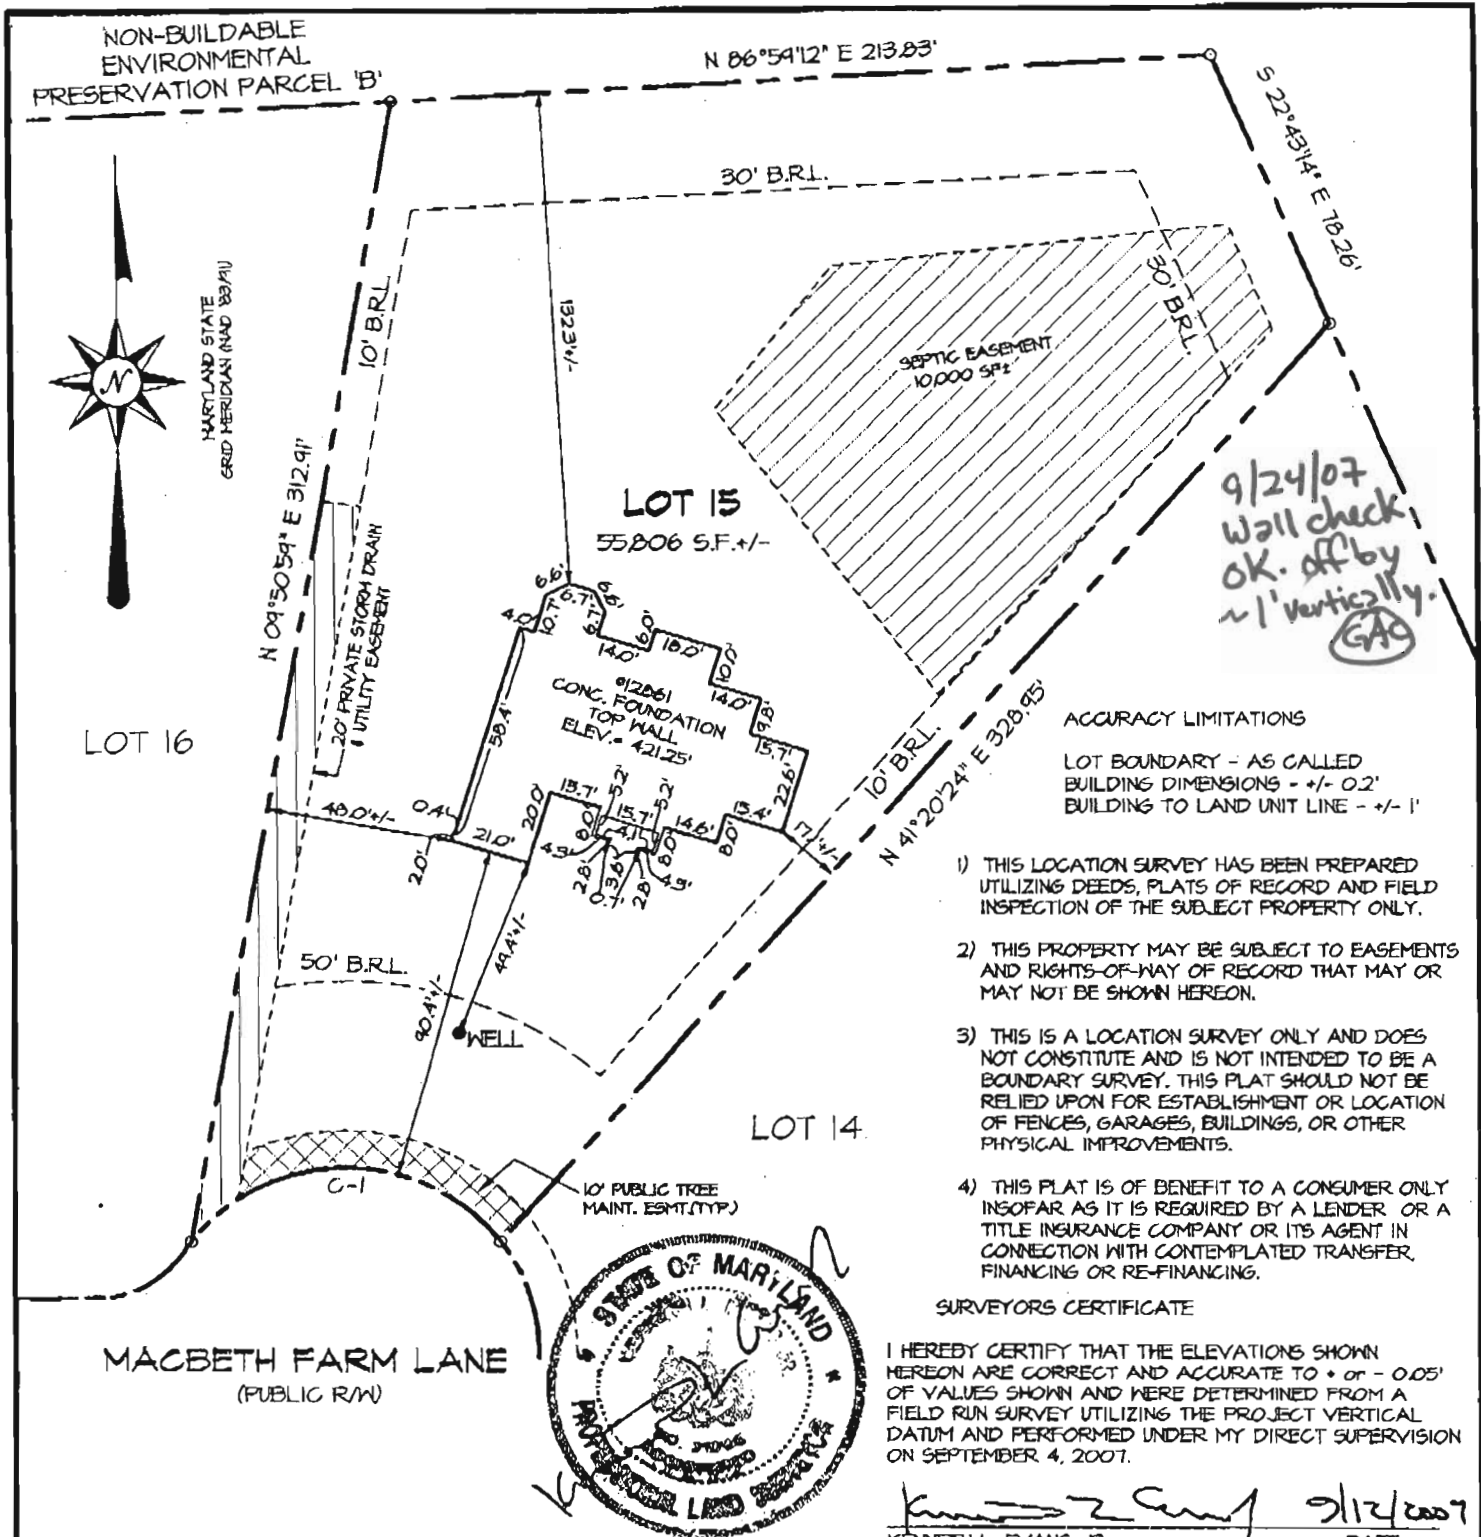 NON-BUILDABLE
ENVIRONMENTAL
PRESERVATION PARCEL 'B'
N 86°59'12" E 213.83'
S 22°43'14" E 78.26'
30' B.R.L.
30' B.R.L.
10' B.R.L.
132.3'+/-
MARYLAND STATE
GRID MERIDIAN (NAD '83/'91)
N
SEPTIC EASEMENT
10,000 SF±
N 09°50'59" E 312.91'
LOT 15
55,806 S.F.+/-
9/24/07
Wall check
OK. off by
~1' vertically.
GAC
20' PRIVATE STORM DRAIN
& UTILITY EASEMENT
6.6'
6.7'
6.6'
4.0'
10.7'
6.7'
14.0'
6.0'
18.0'
10.0'
14.0'
9.8'
15.7'
22.6'
58.4'
#12861
CONC. FOUNDATION
TOP WALL
ELEV.= 421.25'
LOT 16
10' B.R.L.
N 41°20'24" E 328.95'
48.0'+/-
0.4'
2.0'
21.0'
20.0'
15.7'
8.0'
5.2'
15.7'
5.2'
4.1'
14.6'
8.0'
8.0'
13.4'
4.3'
2.8'
3.8'
0.7'
2.8'
4.3'
17.2'+/-
ACCURACY LIMITATIONS
LOT BOUNDARY - AS CALLED
BUILDING DIMENSIONS - +/- 0.2'
BUILDING TO LAND UNIT LINE - +/- 1'
1) THIS LOCATION SURVEY HAS BEEN PREPARED
UTILIZING DEEDS, PLATS OF RECORD AND FIELD
INSPECTION OF THE SUBJECT PROPERTY ONLY.
2) THIS PROPERTY MAY BE SUBJECT TO EASEMENTS
AND RIGHTS-OF-WAY OF RECORD THAT MAY OR
MAY NOT BE SHOWN HEREON.
3) THIS IS A LOCATION SURVEY ONLY AND DOES
NOT CONSTITUTE AND IS NOT INTENDED TO BE A
BOUNDARY SURVEY. THIS PLAT SHOULD NOT BE
RELIED UPON FOR ESTABLISHMENT OR LOCATION
OF FENCES, GARAGES, BUILDINGS, OR OTHER
PHYSICAL IMPROVEMENTS.
4) THIS PLAT IS OF BENEFIT TO A CONSUMER ONLY
INSOFAR AS IT IS REQUIRED BY A LENDER OR A
TITLE INSURANCE COMPANY OR ITS AGENT IN
CONNECTION WITH CONTEMPLATED TRANSFER,
FINANCING OR RE-FINANCING.
50' B.R.L.
90.4'+/-
49.4'+/-
WELL
LOT 14
C-1
10' PUBLIC TREE
MAINT. ESMT.(TYP.)
MACBETH FARM LANE
(PUBLIC R/W)
STATE OF MARYLAND
PROFESSIONAL LAND
SURVEYORS CERTIFICATE
I HEREBY CERTIFY THAT THE ELEVATIONS SHOWN
HEREON ARE CORRECT AND ACCURATE TO + or - 0.05'
OF VALUES SHOWN AND WERE DETERMINED FROM A
FIELD RUN SURVEY UTILIZING THE PROJECT VERTICAL
DATUM AND PERFORMED UNDER MY DIRECT SUPERVISION
ON SEPTEMBER 4, 2007.
9/12/2007